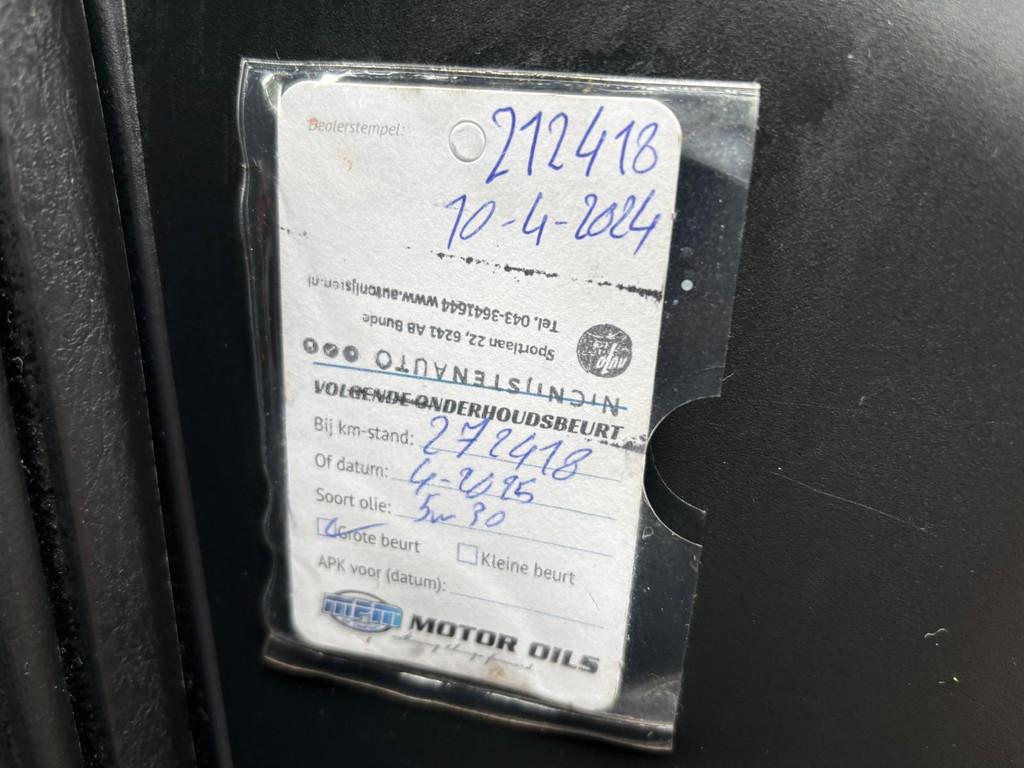 Dealerstempel:
212418
10-4-2024
NICNIJSTENAUTO
Sportlaan 22, 6241 AB Bunde
Tel. 043-3641644 www.autonijsten.nl
VOLGENDE ONDERHOUDSBEURT
Bij km-stand: 272418
Of datum: 4-2025
Soort olie: 5w30
Grote beurt Kleine beurt
APK voor (datum):
mpm MOTOR OILS